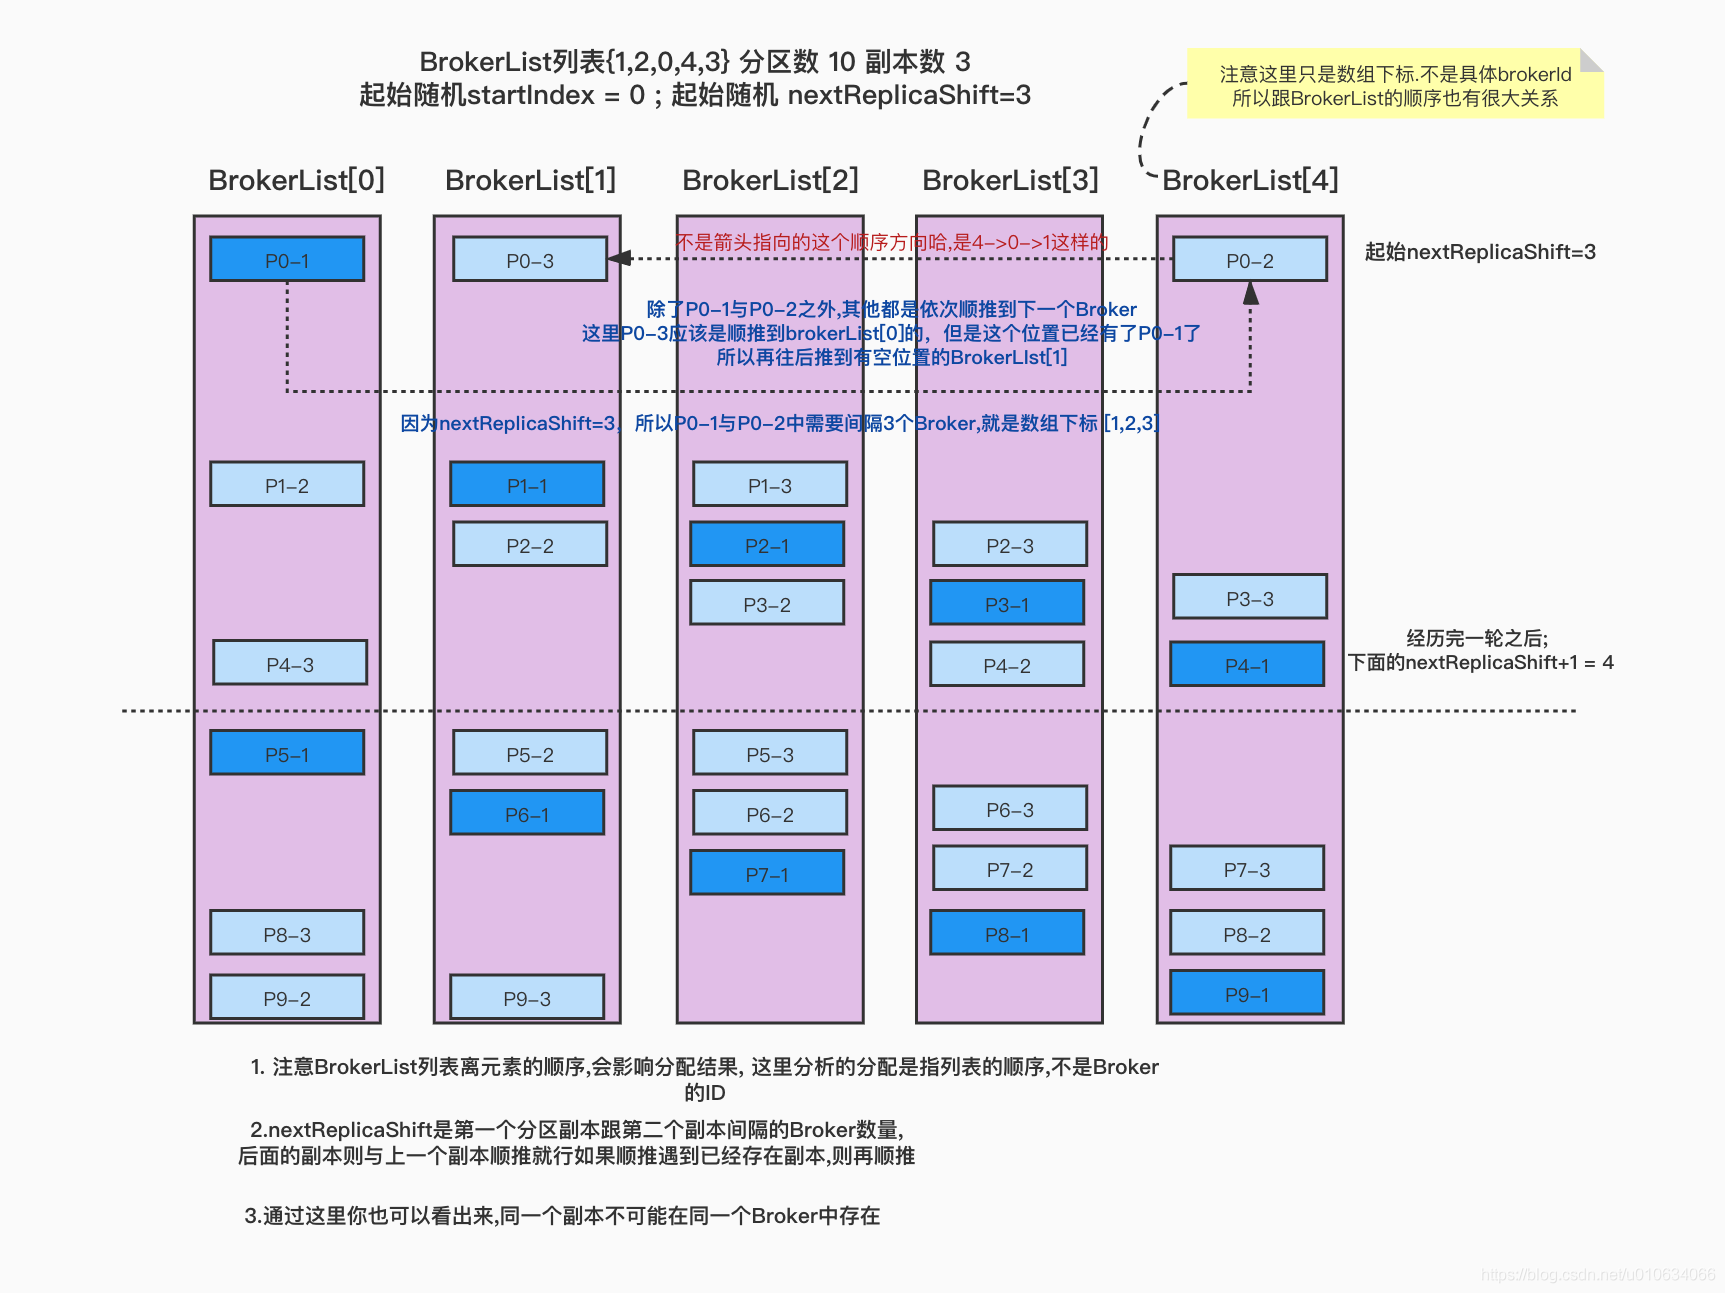 BrokerList列表{1,2,0,4,3} 分区数 10 副本数 3
起始随机startIndex = 0 ; 起始随机 nextReplicaShift=3
注意这里只是数组下标.不是具体brokerId
所以跟BrokerList的顺序也有很大关系
BrokerList[0] BrokerList[1] BrokerList[2] BrokerList[3] BrokerList[4]
不是箭头指向的这个顺序方向哈,是4->0->1这样的
P0-1 P0-3 P0-2
起始nextReplicaShift=3
除了P0-1与P0-2之外,其他都是依次顺推到下一个Broker
这里P0-3应该是顺推到brokerList[0]的，但是这个位置已经有了P0-1了
所以再往后推到有空位置的BrokerLIst[1]
因为nextReplicaShift=3，所以P0-1与P0-2中需要间隔3个Broker,就是数组下标 [1,2,3]
P1-2 P1-1 P1-3
P2-2 P2-1 P2-3
P3-2 P3-1 P3-3
P4-3 P4-2 P4-1
经历完一轮之后;
下面的nextReplicaShift+1 = 4
P5-1 P5-2 P5-3
P6-1 P6-2 P6-3
P7-1 P7-2 P7-3
P8-3 P8-1 P8-2
P9-2 P9-3 P9-1
1. 注意BrokerList列表离元素的顺序,会影响分配结果, 这里分析的分配是指列表的顺序,不是Broker
的ID
2.nextReplicaShift是第一个分区副本跟第二个副本间隔的Broker数量,
后面的副本则与上一个副本顺推就行如果顺推遇到已经存在副本,则再顺推
3.通过这里你也可以看出来,同一个副本不可能在同一个Broker中存在
https://blog.csdn.net/u010634066